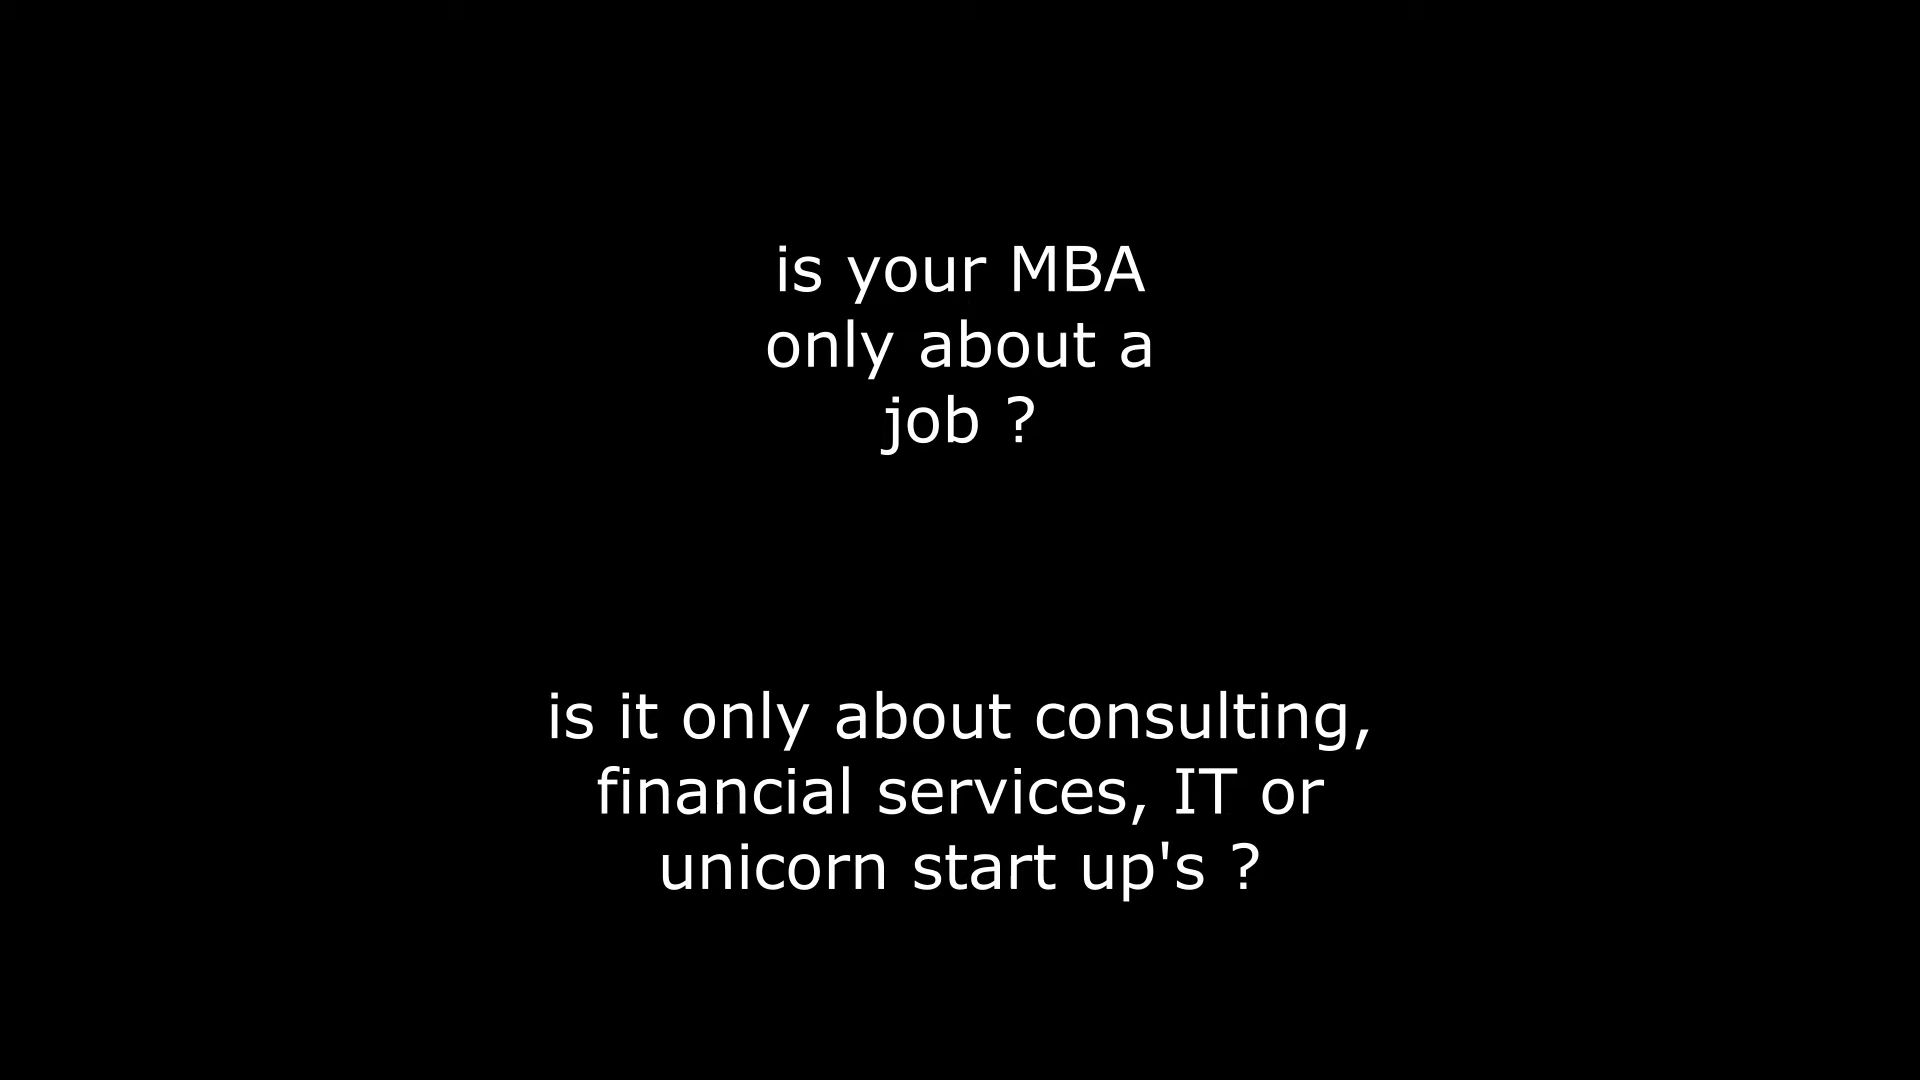 is your MBA
only about a
job ?
is it only about consulting,
financial services, IT or
unicorn start up's ?